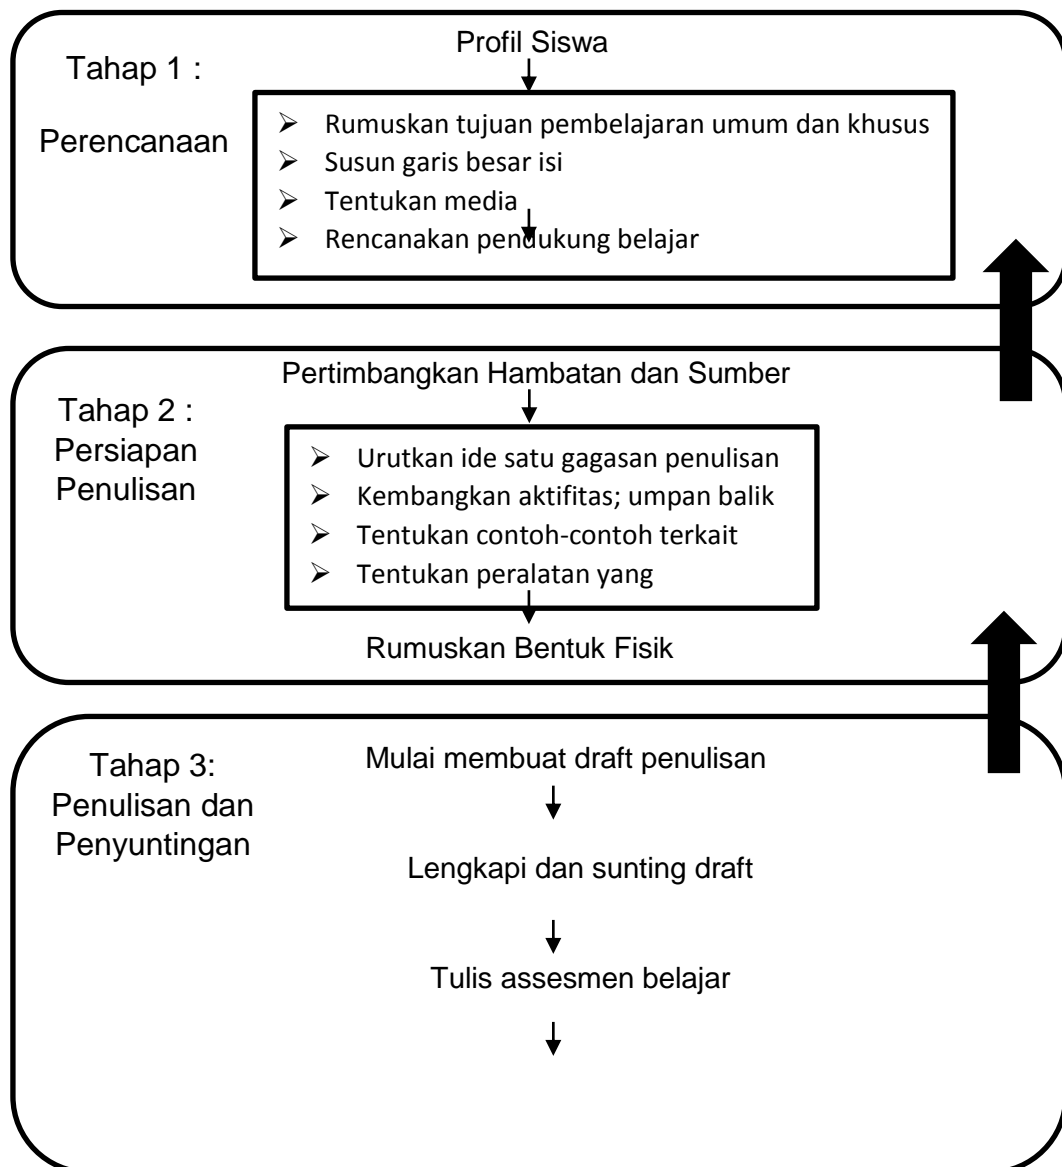 Profil Siswa
Tahap 1 :
Perencanaan
➢ Rumuskan tujuan pembelajaran umum dan khusus
➢ Susun garis besar isi
➢ Tentukan media
➢ Rencanakan pendukung belajar
Pertimbangkan Hambatan dan Sumber
Tahap 2 :
Persiapan
Penulisan
➢ Urutkan ide satu gagasan penulisan
➢ Kembangkan aktifitas; umpan balik
➢ Tentukan contoh-contoh terkait
➢ Tentukan peralatan yang
Rumuskan Bentuk Fisik
Tahap 3:
Penulisan dan
Penyuntingan
Mulai membuat draft penulisan
Lengkapi dan sunting draft
Tulis assesmen belajar